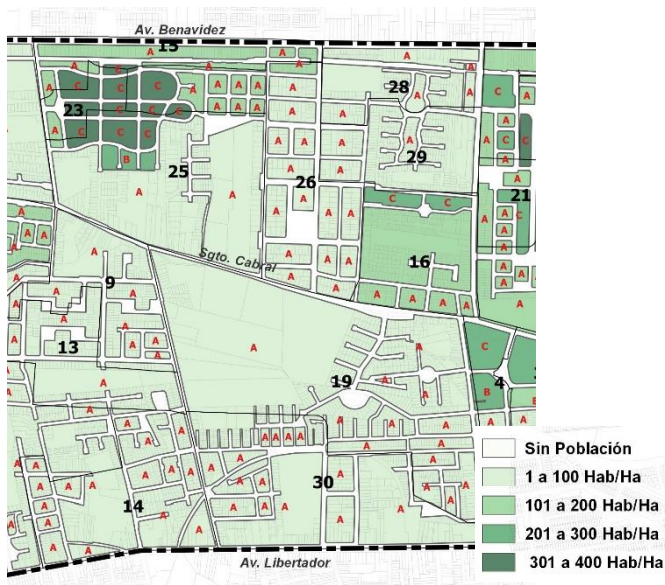 Av. Benavidez
15
A A A A A A
C C C A A A A 28 A A C
A C C C A A A A A A A
23 C C C C A A A A C A
A C C A A A A C C
B A A A 29 A
25 A
A A A 26 A A C C 21
A A A A C
Sgto. Cabral
A A A 16 A
A A A A A
9
A A A A A A A
13 A A A
A A 19 A A C
4
A B
A A A A A A A A
14 30
A A A A A A
Av. Libertador
Sin Población
1 a 100 Hab/Ha
101 a 200 Hab/Ha
201 a 300 Hab/Ha
301 a 400 Hab/Ha